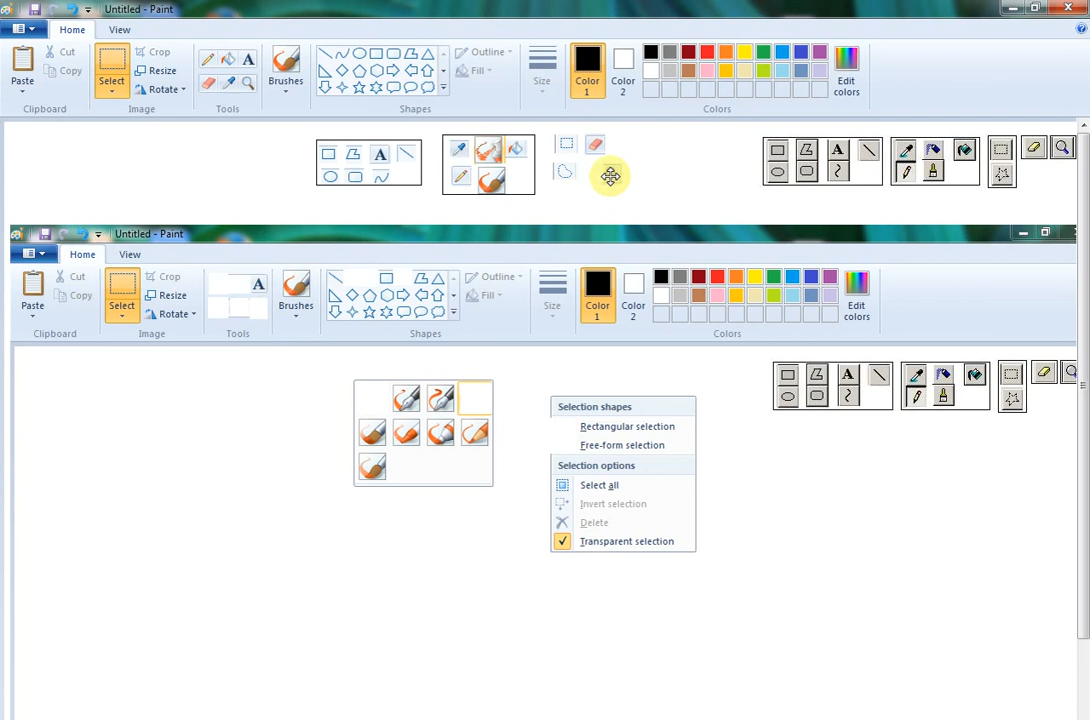 Untitled - Paint
Home View
Paste
Cut
Copy
Clipboard
Select
Crop
Resize
Rotate
Image
A
Tools
Brushes
Outline
Fill
Shapes
Size
Color
1
Color
2
Edit
colors
Colors
A
A
Untitled - Paint
Home View
Paste
Cut
Copy
Clipboard
Select
Crop
Resize
Rotate
Image
A
Tools
Brushes
Outline
Fill
Shapes
Size
Color
1
Color
2
Edit
colors
Colors
A
Selection shapes
Rectangular selection
Free-form selection
Selection options
Select all
Invert selection
Delete
Transparent selection